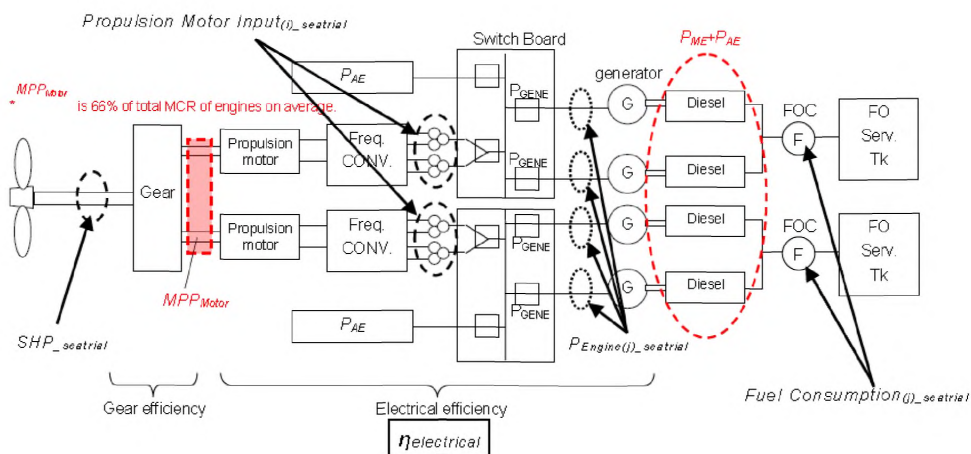 Propulsion Motor Input(i)_seatrial
Switch Board
PME+PAE
generator
PAE
MPPMotor
* is 66% of total MCR of engines on average.
PGENE
G
Diesel
FOC
F
FO
Serv.
Tk
Propulsion
motor
Freq.
CONV.
PGENE
G
Diesel
Gear
Propulsion
motor
Freq.
CONV.
PGENE
G
Diesel
FOC
F
FO
Serv.
Tk
MPPMotor
G
Diesel
PGENE
PAE
SHP_seatrial
PEngine(j)_seatrial
Fuel Consumption(j)_seatrial
Gear efficiency
Electrical efficiency
ηelectrical